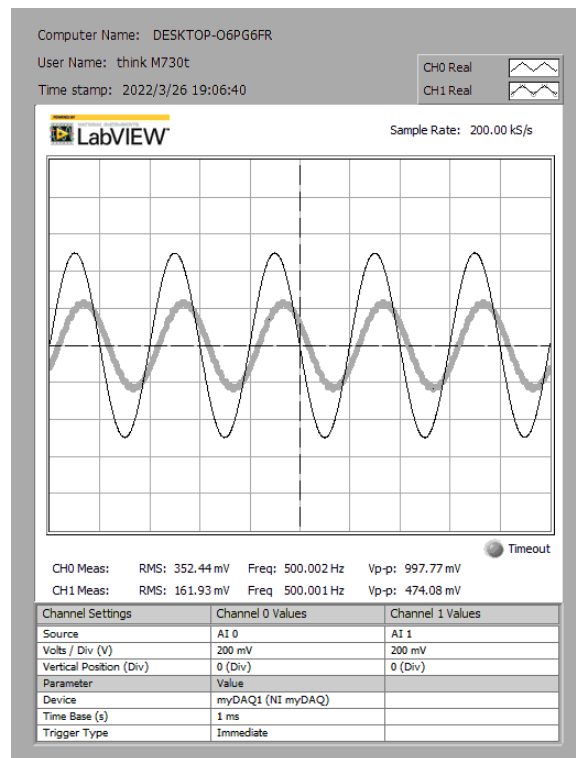 Computer Name: DESKTOP-O6PG6FR
User Name: think M730t
Time stamp: 2022/3/26 19:06:40
CH0 Real
CH1 Real
POWERED BY
NATIONAL INSTRUMENTS
LabVIEW
Sample Rate: 200.00 kS/s
Timeout
CH0 Meas: RMS: 352.44 mV Freq: 500.002 Hz Vp-p: 997.77 mV
CH1 Meas: RMS: 161.93 mV Freq 500.001 Hz Vp-p: 474.08 mV
Channel Settings Channel 0 Values Channel 1 Values
Source AI 0 AI 1
Volts / Div (V) 200 mV 200 mV
Vertical Position (Div) 0 (Div) 0 (Div)
Parameter Value
Device myDAQ1 (NI myDAQ)
Time Base (s) 1 ms
Trigger Type Immediate